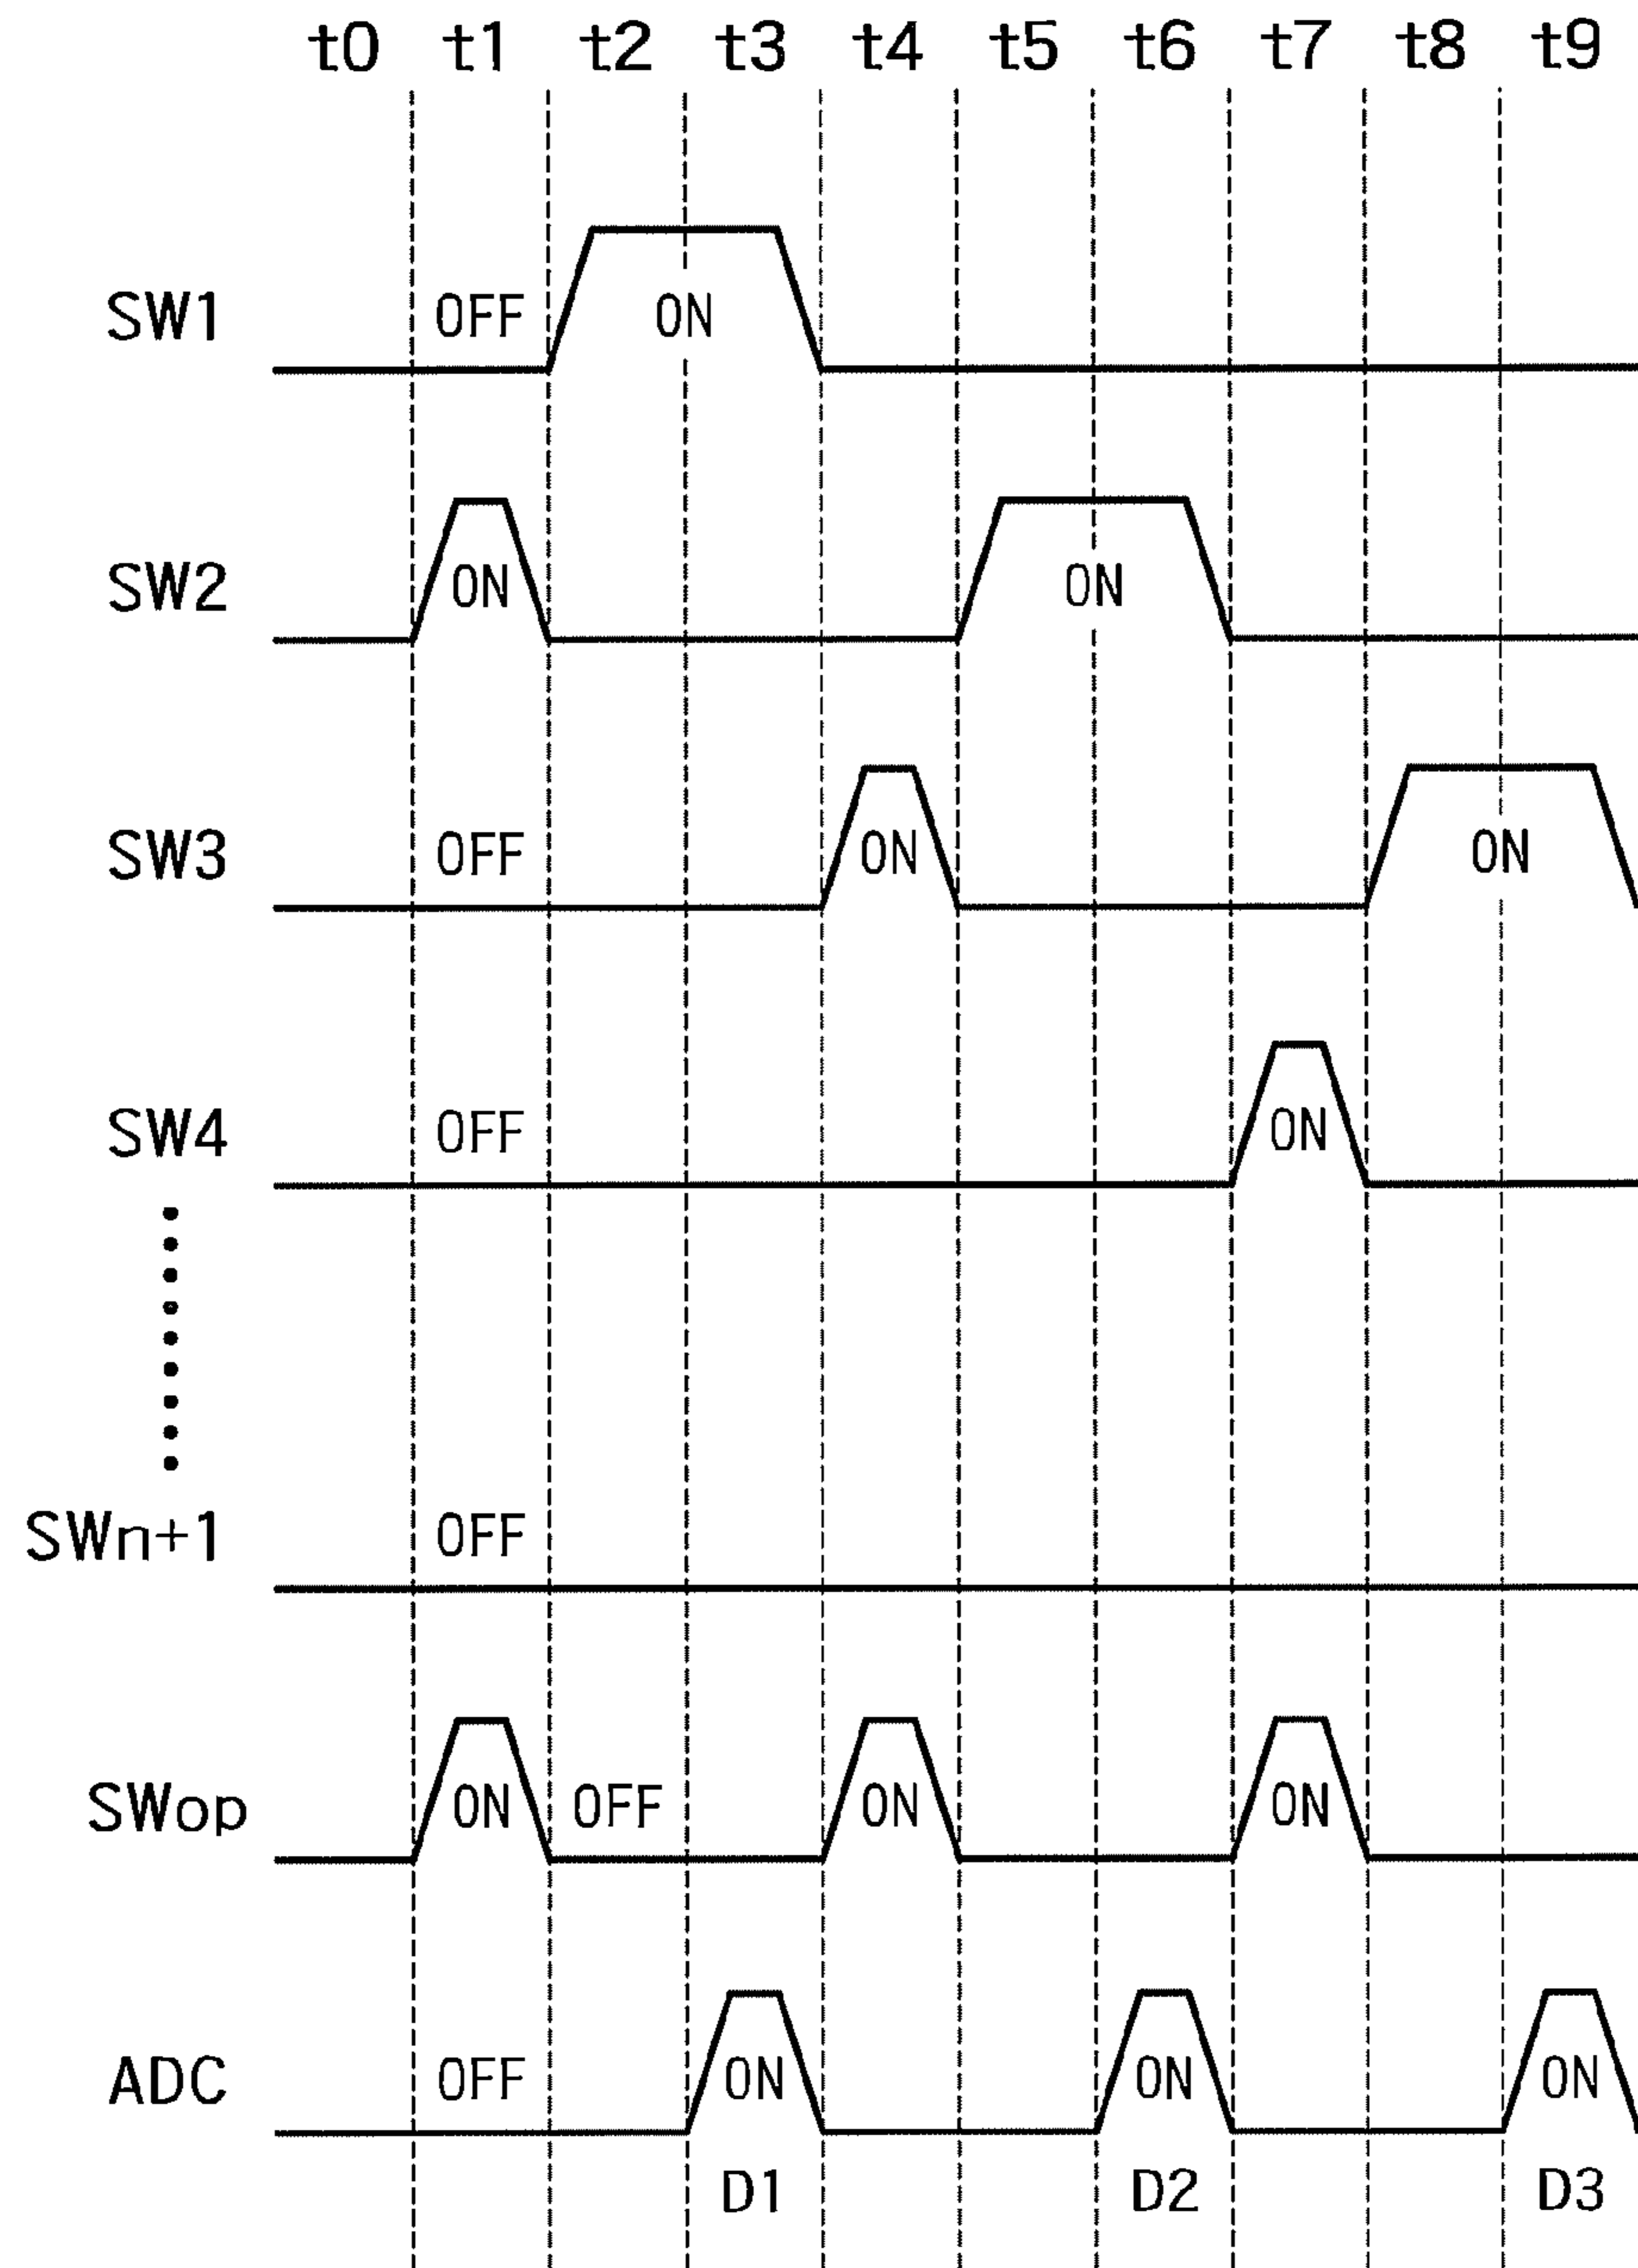 t0 t1 t2 t3 t4 t5 t6 t7 t8 t9
SW1 OFF ON
SW2 ON ON
SW3 OFF ON ON
SW4 OFF ON
SWn+1 OFF
SWop ON OFF ON ON
ADC OFF ON ON ON
D1 D2 D3